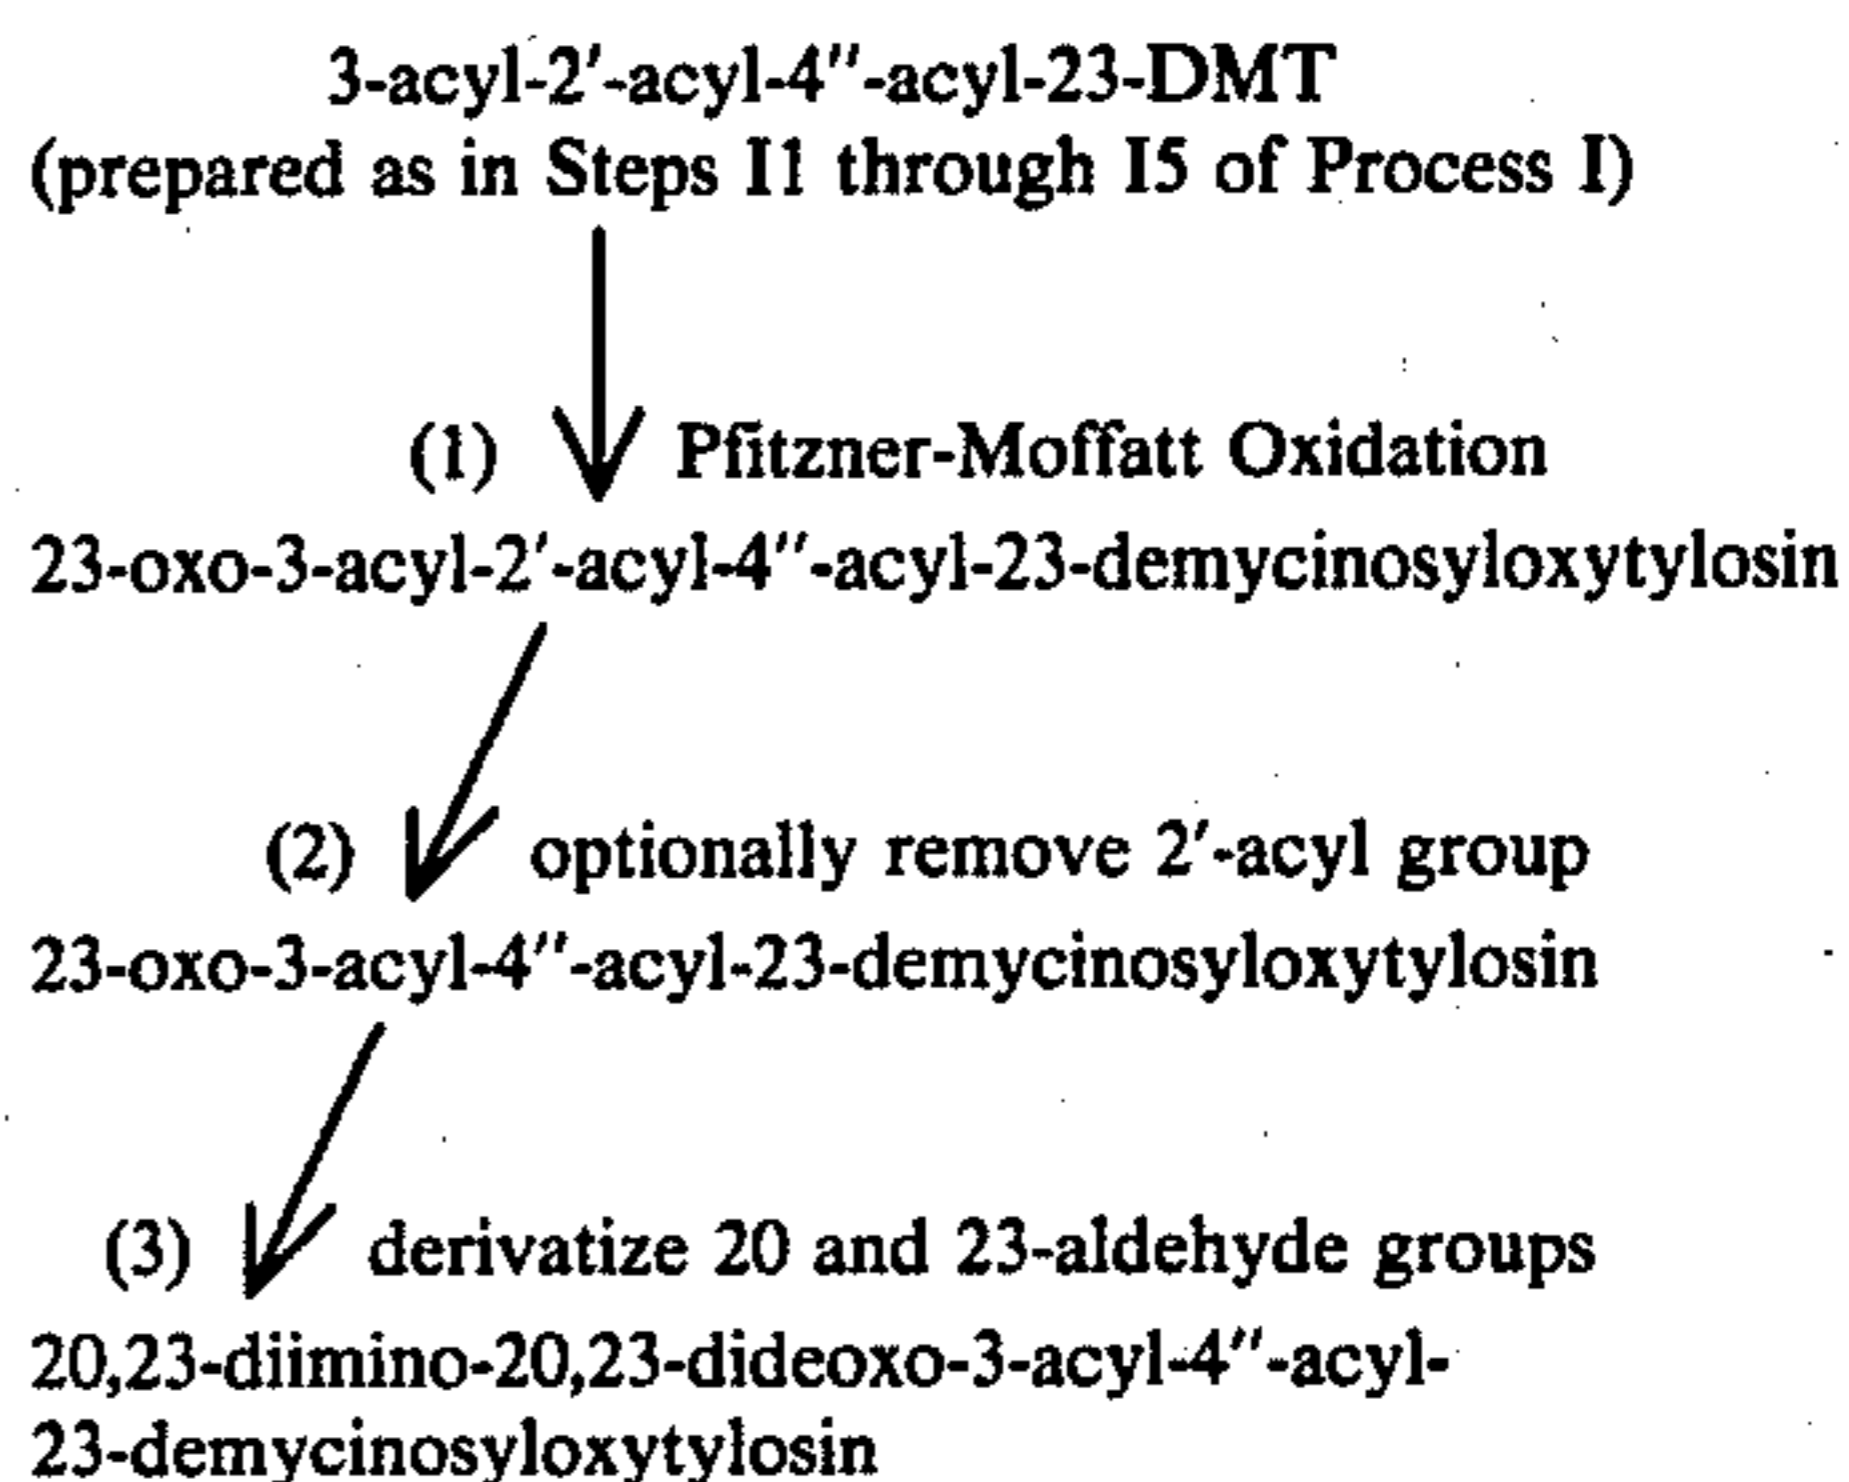 3-acyl-2′-acyl-4″-acyl-23-DMT
(prepared as in Steps I1 through I5 of Process I)
(1) Pfitzner-Moffatt Oxidation
23-oxo-3-acyl-2′-acyl-4″-acyl-23-demycinosyloxytylosin
(2) optionally remove 2′-acyl group
23-oxo-3-acyl-4″-acyl-23-demycinosyloxytylosin
(3) derivatize 20 and 23-aldehyde groups
20,23-diimino-20,23-dideoxo-3-acyl-4″-acyl-
23-demycinosyloxytylosin